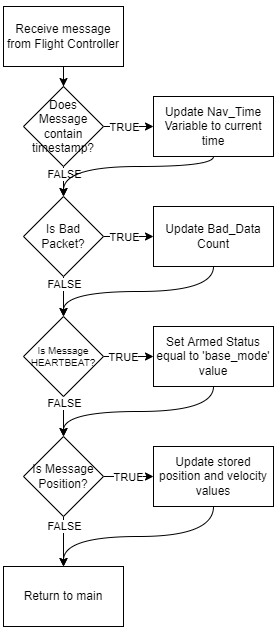 Receive message
from Flight Controller
Does
Message
contain
timestamp?
TRUE
Update Nav_Time
Variable to current
time
FALSE
Is Bad
Packet?
TRUE
Update Bad_Data
Count
FALSE
Is Message
HEARTBEAT?
TRUE
Set Armed Status
equal to 'base_mode'
value
FALSE
Is Message
Position?
TRUE
Update stored
position and velocity
values
FALSE
Return to main